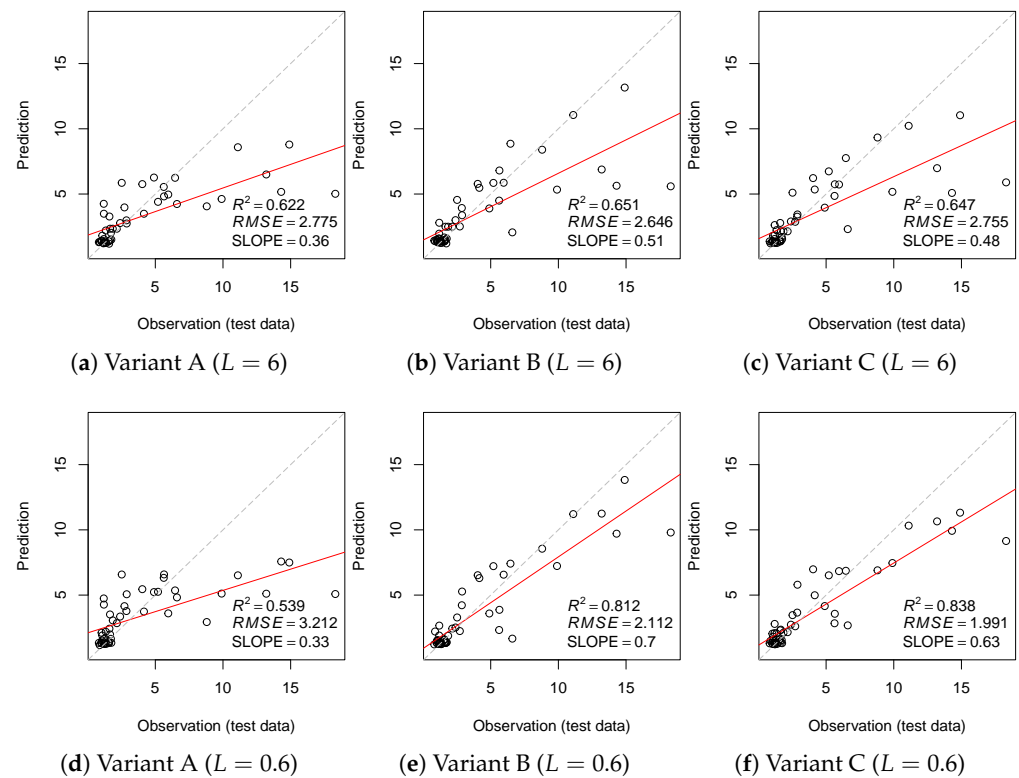 15
10
5
Prediction
R² = 0.622
RMSE = 2.775
SLOPE = 0.36
5 10 15
Observation (test data)
(a) Variant A (L = 6)
15
10
5
Prediction
R² = 0.651
RMSE = 2.646
SLOPE = 0.51
5 10 15
Observation (test data)
(b) Variant B (L = 6)
15
10
5
Prediction
R² = 0.647
RMSE = 2.755
SLOPE = 0.48
5 10 15
Observation (test data)
(c) Variant C (L = 6)
15
10
5
Prediction
R² = 0.539
RMSE = 3.212
SLOPE = 0.33
5 10 15
Observation (test data)
(d) Variant A (L = 0.6)
15
10
5
Prediction
R² = 0.812
RMSE = 2.112
SLOPE = 0.7
5 10 15
Observation (test data)
(e) Variant B (L = 0.6)
15
10
5
Prediction
R² = 0.838
RMSE = 1.991
SLOPE = 0.63
5 10 15
Observation (test data)
(f) Variant C (L = 0.6)